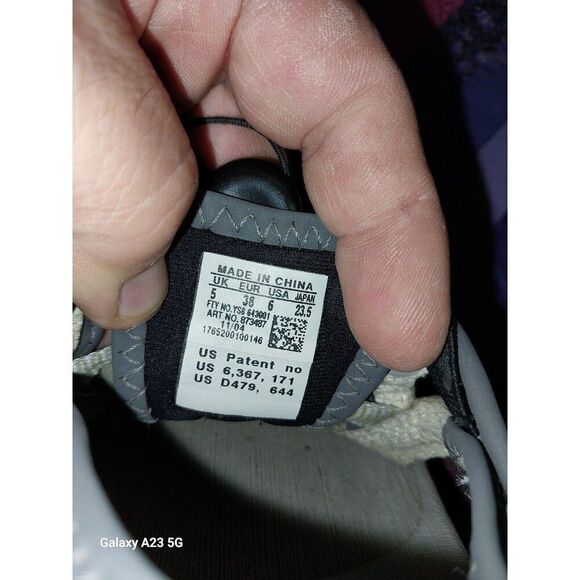 MADE IN CHINA
UK EUR USA JAPAN
5 38 6 23.5
FTY NO. YS6 643001
ART NO. 873487
11/04
1765200100146
US Patent no
US 6,367, 171
US D479, 644
Galaxy A23 5G